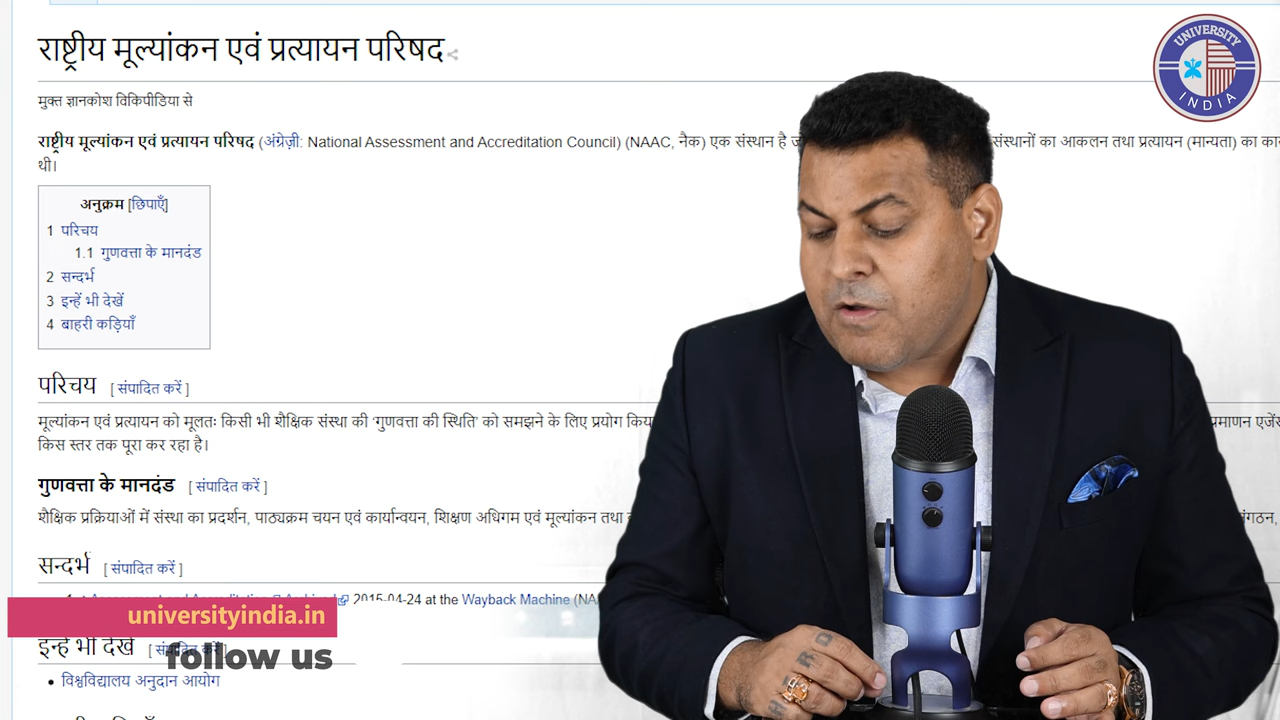 राष्ट्रीय मूल्यांकन एवं प्रत्यायन परिषद
मुक्त ज्ञानकोश विकिपीडिया से
राष्ट्रीय मूल्यांकन एवं प्रत्यायन परिषद (अंग्रेज़ी: National Assessment and Accreditation Council) (NAAC, नैक) एक संस्थान है संस्थानों का आकलन तथा प्रत्यायन (मान्यता) का
थी।
अनुक्रम [छिपाएँ]
1 परिचय
1.1 गुणवत्ता के मानदंड
2 सन्दर्भ
3 इन्हें भी देखें
4 बाहरी कड़ियाँ
परिचय [ संपादित करें ]
मूल्यांकन एवं प्रत्यायन को मूलतः किसी भी शैक्षिक संस्था की 'गुणवत्ता की स्थिति' को समझने के लिए प्रयोग प्रमाणन
किस स्तर तक पूरा कर रहा है।
गुणवत्ता के मानदंड [ संपादित करें ]
शैक्षिक प्रक्रियाओं में संस्था का प्रदर्शन, पाठ्यक्रम चयन एवं कार्यान्वयन, शिक्षण अधिगम एवं मूल्यांकन तथा
सन्दर्भ [ संपादित करें ]
2015-04-24 at the Wayback Machine
universityindia.in
इन्हें भी देखें [ संपादित करें ]
follow us
• विश्वविद्यालय अनुदान आयोग
UNIVERSITY
INDIA